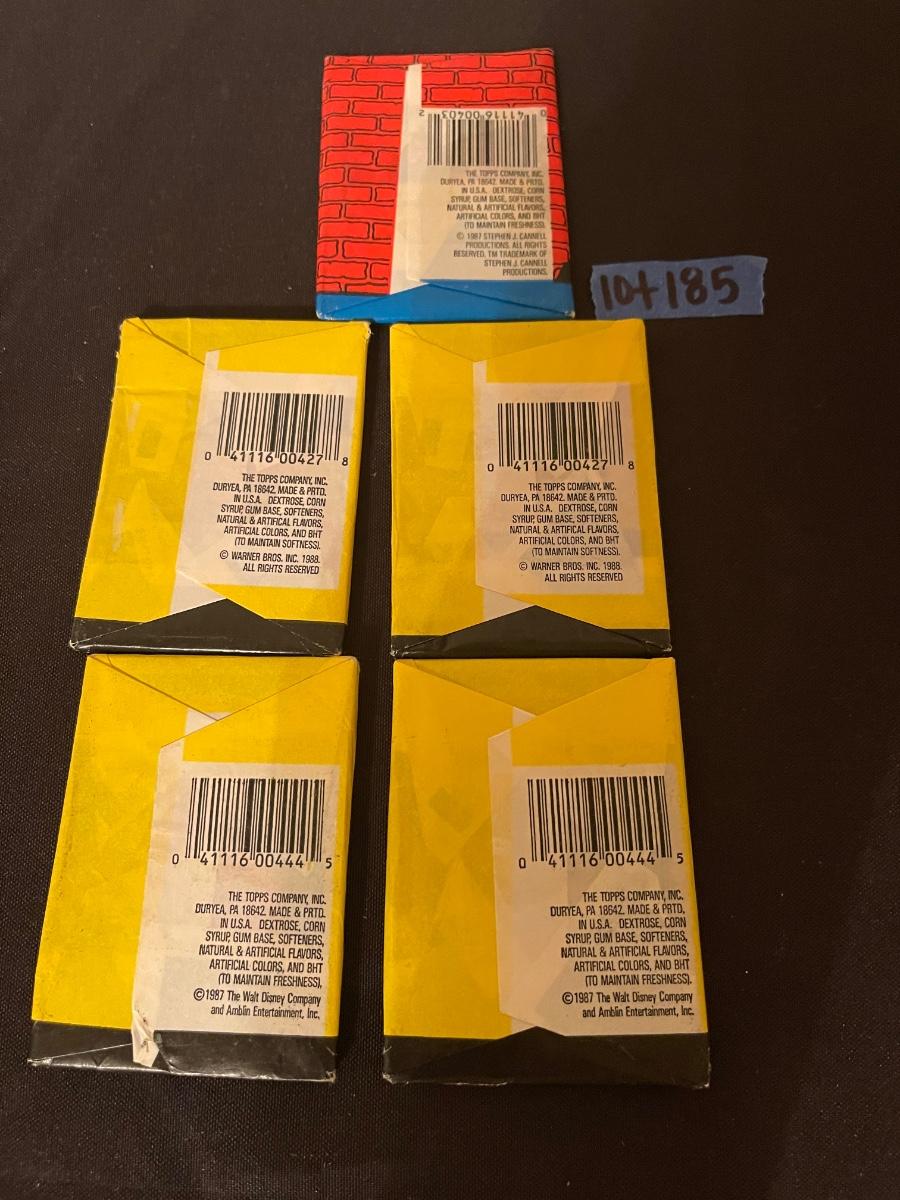 2 41116 00403 0
THE TOPPS COMPANY, INC.
DURYEA, PA 18642. MADE & PRTD.
IN U.S.A. DEXTROSE, CORN
SYRUP, GUM BASE, SOFTENERS,
NATURAL & ARTIFICIAL FLAVORS,
ARTIFICIAL COLORS, AND BHT
(TO MAINTAIN FRESHNESS).
© 1987 STEPHEN J. CANNELL
PRODUCTIONS. ALL RIGHTS
RESERVED. TM TRADEMARK OF
STEPHEN J. CANNELL
PRODUCTIONS.
10+185
0 41116 00427 8
THE TOPPS COMPANY, INC.
DURYEA, PA 18642. MADE & PRTD.
IN U.S.A. DEXTROSE, CORN
SYRUP, GUM BASE, SOFTENERS,
NATURAL & ARTIFICAL FLAVORS,
ARTIFICIAL COLORS, AND BHT
(TO MAINTAIN SOFTNESS).
© WARNER BROS. INC. 1988.
ALL RIGHTS RESERVED
0 41116 00427 8
THE TOPPS COMPANY, INC.
DURYEA, PA 18642. MADE & PRTD.
IN U.S.A. DEXTROSE, CORN
SYRUP, GUM BASE, SOFTENERS,
NATURAL & ARTIFICAL FLAVORS,
ARTIFICIAL COLORS, AND BHT
(TO MAINTAIN SOFTNESS).
© WARNER BROS. INC. 1988.
ALL RIGHTS RESERVED
0 41116 00444 5
THE TOPPS COMPANY, INC.
DURYEA, PA 18642. MADE & PRTD.
IN U.S.A. DEXTROSE, CORN
SYRUP, GUM BASE, SOFTENERS,
NATURAL & ARTIFICIAL FLAVORS,
ARTIFICIAL COLORS, AND BHT
(TO MAINTAIN FRESHNESS).
©1987 The Walt Disney Company
and Amblin Entertainment, Inc.
0 41116 00444 5
THE TOPPS COMPANY, INC.
DURYEA, PA 18642. MADE & PRTD.
IN U.S.A. DEXTROSE, CORN
SYRUP, GUM BASE, SOFTENERS,
NATURAL & ARTIFICIAL FLAVORS,
ARTIFICIAL COLORS, AND BHT
(TO MAINTAIN FRESHNESS).
©1987 The Walt Disney Company
and Amblin Entertainment, Inc.